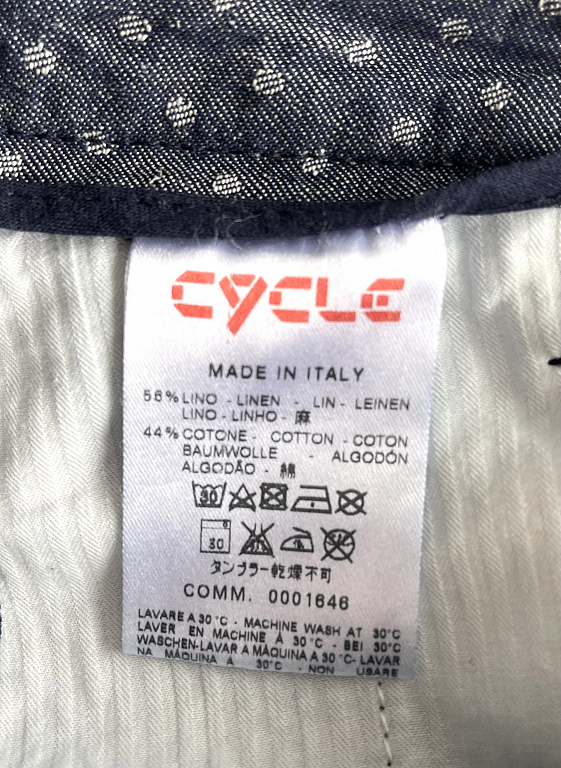 CYCLE
MADE IN ITALY
56% LINO - LINEN - LIN - LEINEN
LINO - LINHO - 麻
44% COTONE - COTTON - COTON
BAUMWOLLE - ALGODÓN
ALGODÃO - 綿
30
30
タンブラー乾燥不可
COMM. 0001646
LAVARE A 30°C - MACHINE WASH AT 30°C
LAVER EN MACHINE À 30°C - BEI 30°C
WASCHEN-LAVAR A MÁQUINA A 30°C-LAVAR
NA MÁQUINA À 30°C - NON USARE